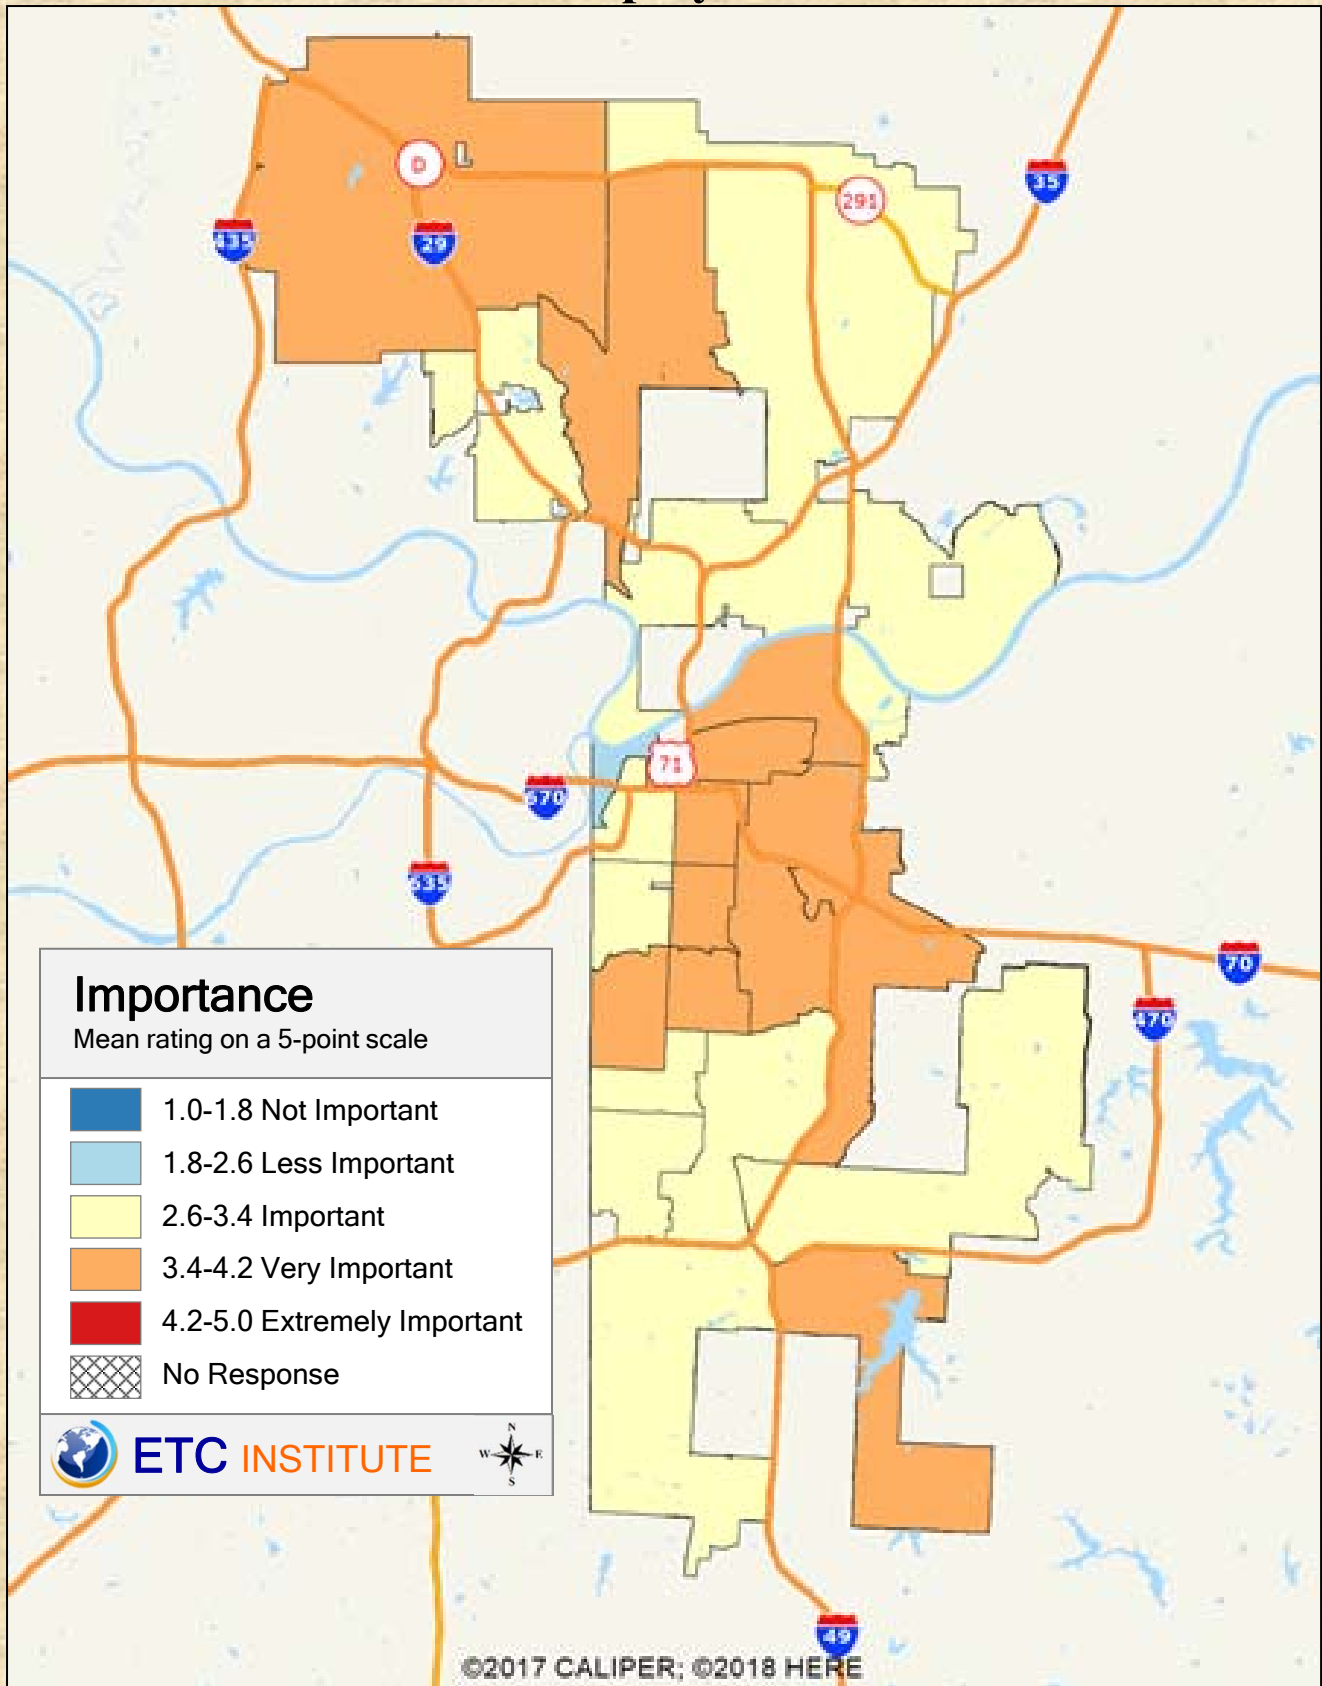 D
291
35
435
29
71
670
635
70
470
Importance
Mean rating on a 5-point scale
1.0-1.8 Not Important
1.8-2.6 Less Important
2.6-3.4 Important
3.4-4.2 Very Important
4.2-5.0 Extremely Important
No Response
ETC INSTITUTE
N
W E
S
49
©2017 CALIPER; ©2018 HERE